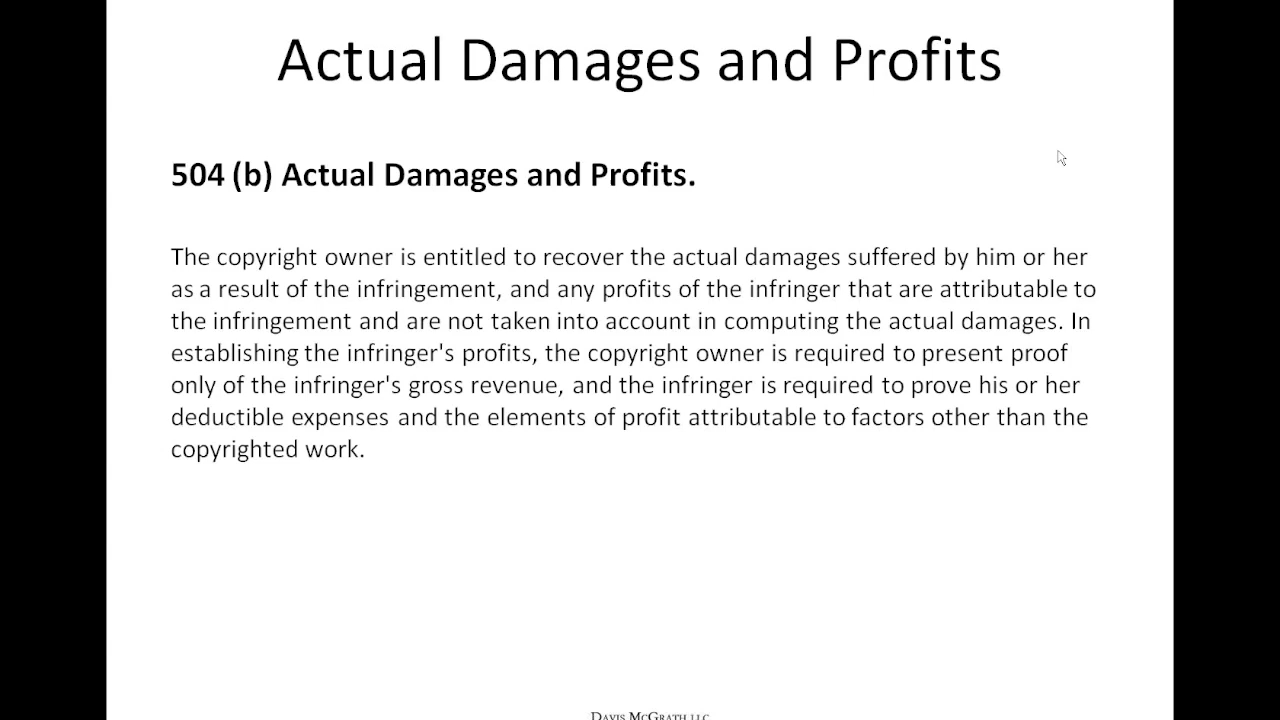 Actual Damages and Profits
504 (b) Actual Damages and Profits.
The copyright owner is entitled to recover the actual damages suffered by him or her
as a result of the infringement, and any profits of the infringer that are attributable to
the infringement and are not taken into account in computing the actual damages. In
establishing the infringer's profits, the copyright owner is required to present proof
only of the infringer's gross revenue, and the infringer is required to prove his or her
deductible expenses and the elements of profit attributable to factors other than the
copyrighted work.
DAVIS MCGRATH LLC